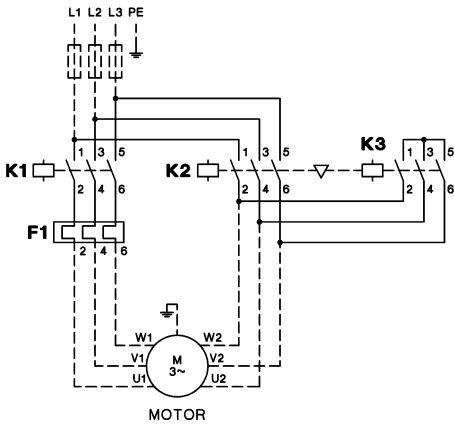 L1 L2 L3 PE
1 3 5
1 3 5
1 3 5
K1
K2
K3
2 4 6
2 4 6
2 4 6
F1
2 4 6
W1 W2
V1 M V2
3~
U1 U2
MOTOR